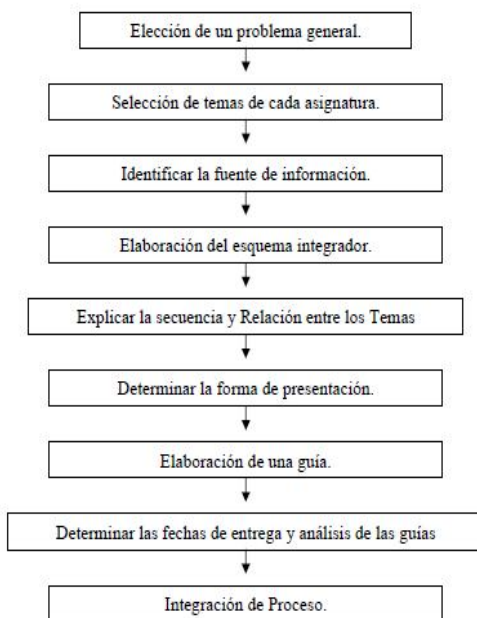 Elección de un problema general.
Selección de temas de cada asignatura.
Identificar la fuente de información.
Elaboración del esquema integrador.
Explicar la secuencia y Relación entre los Temas
Determinar la forma de presentación.
Elaboración de una guía.
Determinar las fechas de entrega y análisis de las guías
Integración de Proceso.